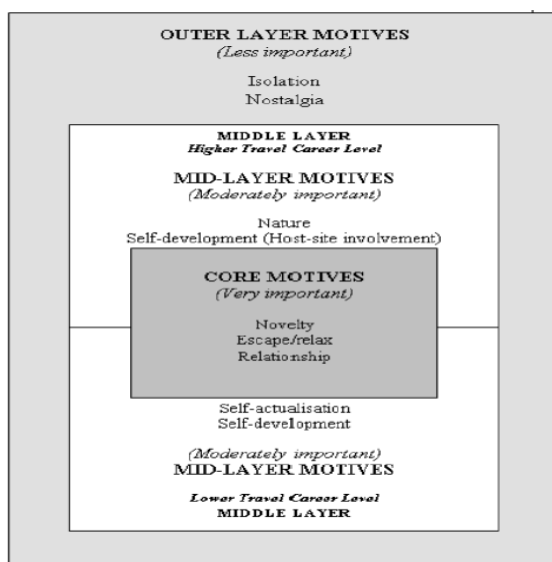 OUTER LAYER MOTIVES
(Less important)
Isolation
Nostalgia
MIDDLE LAYER
Higher Travel Career Level
MID-LAYER MOTIVES
(Moderately important)
Nature
Self-development (Host-site involvement)
CORE MOTIVES
(Very important)
Novelty
Escape/relax
Relationship
Self-actualisation
Self-development
(Moderately important)
MID-LAYER MOTIVES
Lower Travel Career Level
MIDDLE LAYER